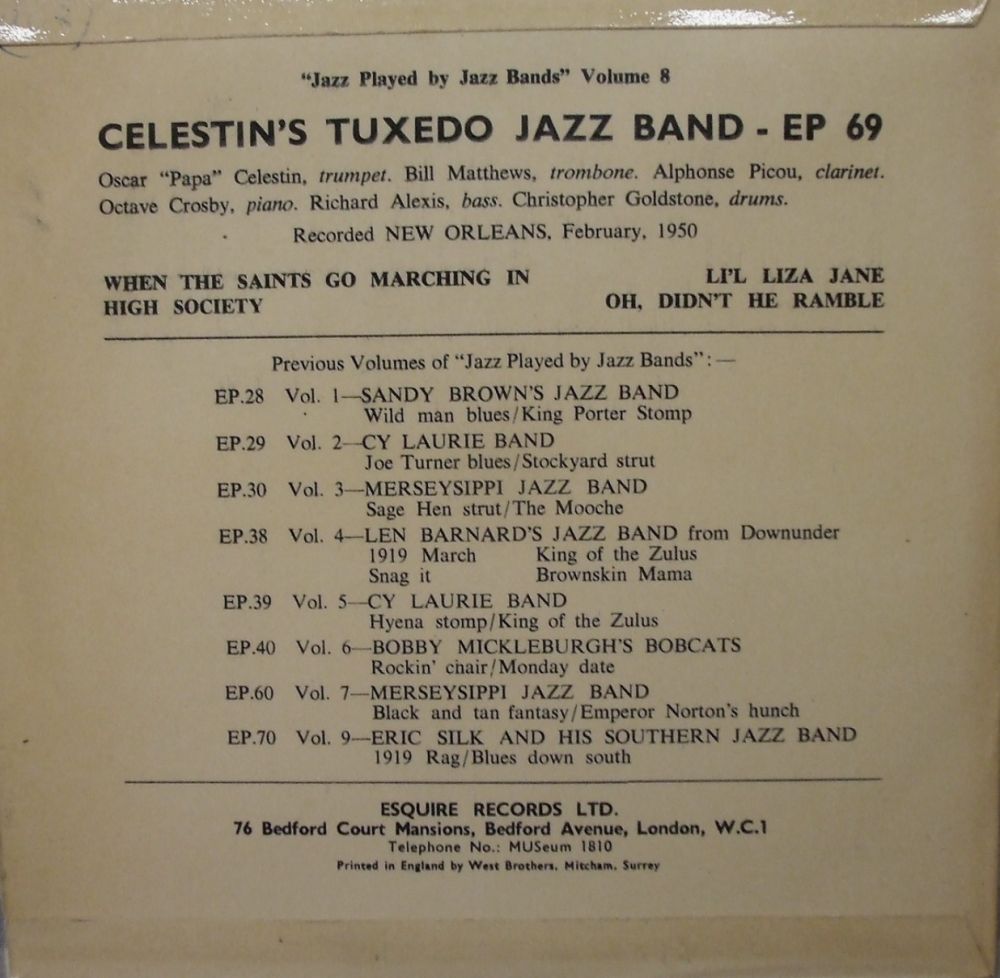 "Jazz Played by Jazz Bands" Volume 8
CELESTIN'S TUXEDO JAZZ BAND - EP 69
Oscar "Papa" Celestin, trumpet. Bill Matthews, trombone. Alphonse Picou, clarinet.
Octave Crosby, piano. Richard Alexis, bass. Christopher Goldstone, drums.
Recorded NEW ORLEANS, February, 1950
WHEN THE SAINTS GO MARCHING IN LI'L LIZA JANE
HIGH SOCIETY OH, DIDN'T HE RAMBLE
Previous Volumes of "Jazz Played by Jazz Bands":—
EP.28 Vol. 1—SANDY BROWN'S JAZZ BAND
Wild man blues/King Porter Stomp
EP.29 Vol. 2—CY LAURIE BAND
Joe Turner blues/Stockyard strut
EP.30 Vol. 3—MERSEYSIPPI JAZZ BAND
Sage Hen strut/The Mooche
EP.38 Vol. 4—LEN BARNARD'S JAZZ BAND from Downunder
1919 March King of the Zulus
Snag it Brownskin Mama
EP.39 Vol. 5—CY LAURIE BAND
Hyena stomp/King of the Zulus
EP.40 Vol. 6—BOBBY MICKLEBURGH'S BOBCATS
Rockin' chair/Monday date
EP.60 Vol. 7—MERSEYSIPPI JAZZ BAND
Black and tan fantasy/Emperor Norton's hunch
EP.70 Vol. 9—ERIC SILK AND HIS SOUTHERN JAZZ BAND
1919 Rag/Blues down south
ESQUIRE RECORDS LTD.
76 Bedford Court Mansions, Bedford Avenue, London, W.C.1
Telephone No.: MUSeum 1810
Printed in England by West Brothers, Mitcham, Surrey